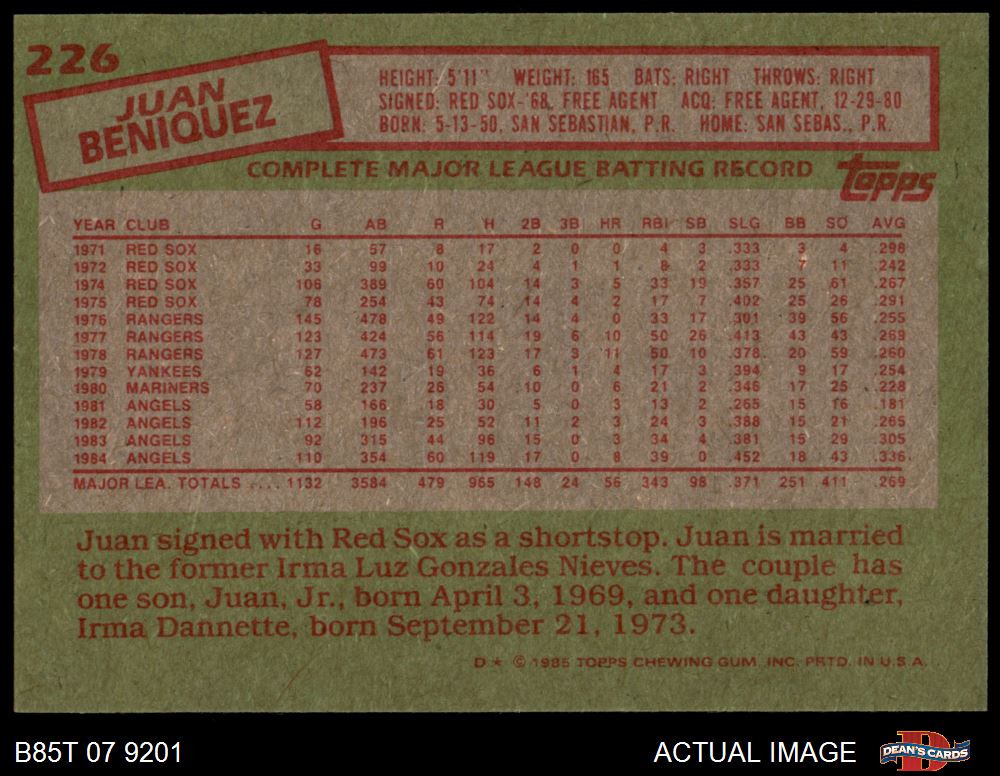 226
JUAN
BENIQUEZ
HEIGHT: 5'11" WEIGHT: 165 BATS: RIGHT THROWS: RIGHT
SIGNED: RED SOX-'68, FREE AGENT ACQ: FREE AGENT, 12-29-80
BORN: 5-13-50, SAN SEBASTIAN, P.R. HOME: SAN SEBAS., P.R.
COMPLETE MAJOR LEAGUE BATTING RECORD
topps
YEAR CLUB G AB R H 2B 3B HR RBI SB SLG BB SO AVG
1971 RED SOX 16 57 8 17 2 0 0 4 3 .333 3 4 .298
1972 RED SOX 33 99 10 24 4 1 1 8 2 .333 7 11 .242
1974 RED SOX 106 389 60 104 14 3 5 33 19 .357 25 61 .267
1975 RED SOX 78 254 43 74 14 4 2 17 7 .402 25 26 .291
1976 RANGERS 145 478 49 122 14 4 0 33 17 .301 39 56 .255
1977 RANGERS 123 424 56 114 19 6 10 50 26 .413 43 43 .269
1978 RANGERS 127 473 61 123 17 3 11 50 10 .378 20 59 .260
1979 YANKEES 62 142 19 36 6 1 4 17 3 .394 9 17 .254
1980 MARINERS 70 237 26 54 10 0 6 21 2 .346 17 25 .228
1981 ANGELS 58 166 18 30 5 0 3 13 2 .265 15 16 .181
1982 ANGELS 112 196 25 52 11 2 3 24 3 .388 15 21 .265
1983 ANGELS 92 315 44 96 15 0 3 34 4 .381 15 29 .305
1984 ANGELS 110 354 60 119 17 0 8 39 0 .452 18 43 .336
MAJOR LEA. TOTALS .... 1132 3584 479 965 148 24 56 343 98 .371 251 411 .269
Juan signed with Red Sox as a shortstop. Juan is married
to the former Irma Luz Gonzales Nieves. The couple has
one son, Juan, Jr., born April 3, 1969, and one daughter,
Irma Dannette, born September 21, 1973.
D★ © 1985 TOPPS CHEWING GUM, INC. PRTD. IN U.S.A.
B85T 07 9201
ACTUAL IMAGE
DEAN'S CARDS